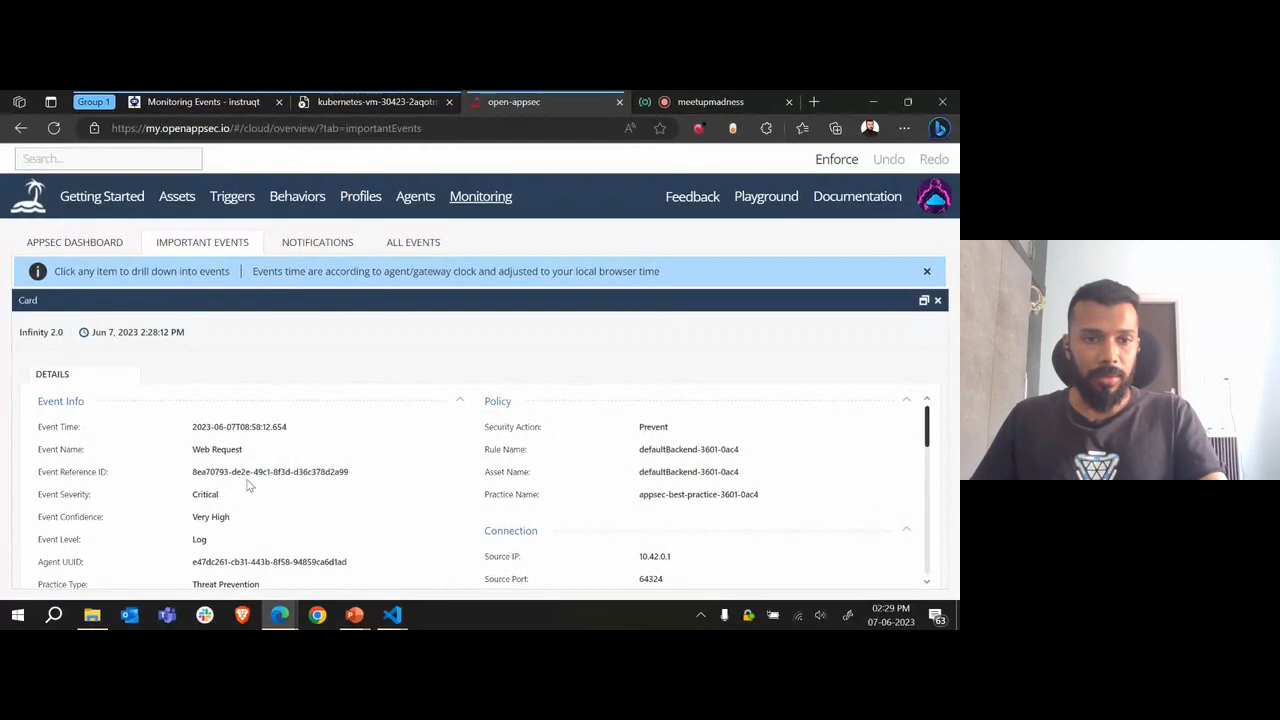 Group 1
Monitoring Events - instruqt
kubernetes-vm-30423-2aqotm
open-appsec
meetupmadness
https://my.openappsec.io/#/cloud/overview/?tab=importantEvents
Search...
Enforce Undo Redo
Getting Started Assets Triggers Behaviors Profiles Agents Monitoring Feedback Playground Documentation
APPSEC DASHBOARD IMPORTANT EVENTS NOTIFICATIONS ALL EVENTS
Click any item to drill down into events | Events time are according to agent/gateway clock and adjusted to your local browser time
Card
Infinity 2.0 Jun 7, 2023 2:28:12 PM
DETAILS
Event Info
Event Time: 2023-06-07T08:58:12.654
Event Name: Web Request
Event Reference ID: 8ea70793-de2e-49c1-8f3d-d36c378d2a99
Event Severity: Critical
Event Confidence: Very High
Event Level: Log
Agent UUID: e47dc261-cb31-443b-8f58-94859ca6d1ad
Practice Type: Threat Prevention
Policy
Security Action: Prevent
Rule Name: defaultBackend-3601-0ac4
Asset Name: defaultBackend-3601-0ac4
Practice Name: appsec-best-practice-3601-0ac4
Connection
Source IP: 10.42.0.1
Source Port: 64324
02:29 PM
07-06-2023
63